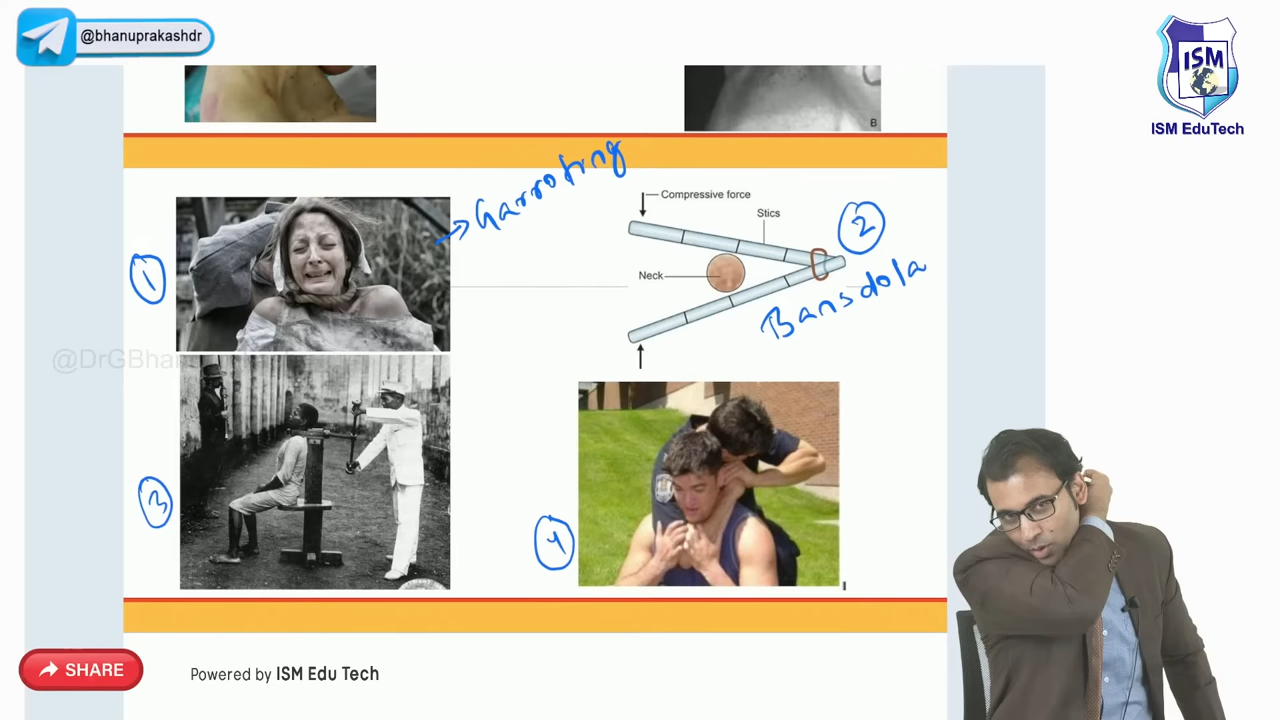 @bhanuprakashdr
ISM
ISM EduTech
B
→ Garroting
Compressive force
Stics
2
1
Neck
Bansdola
@DrGBha
3
4
SHARE
Powered by ISM Edu Tech